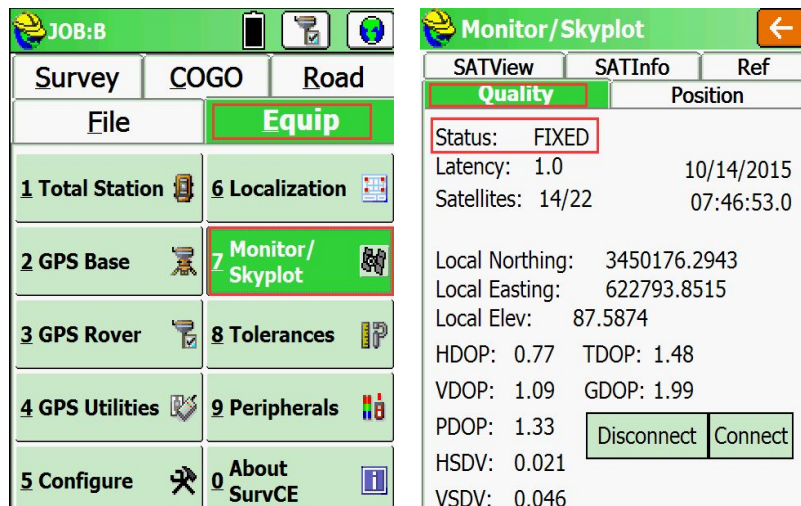 JOB:B
Survey COGO Road
File Equip
1 Total Station 6 Localization
2 GPS Base 7 Monitor/
Skyplot
3 GPS Rover 8 Tolerances
4 GPS Utilities 9 Peripherals
5 Configure 0 About
SurvCE
Monitor/Skyplot
SATView SATInfo Ref
Quality Position
Status: FIXED
Latency: 1.0 10/14/2015
Satellites: 14/22 07:46:53.0
Local Northing: 3450176.2943
Local Easting: 622793.8515
Local Elev: 87.5874
HDOP: 0.77 TDOP: 1.48
VDOP: 1.09 GDOP: 1.99
PDOP: 1.33 Disconnect Connect
HSDV: 0.021
VSDV: 0.046